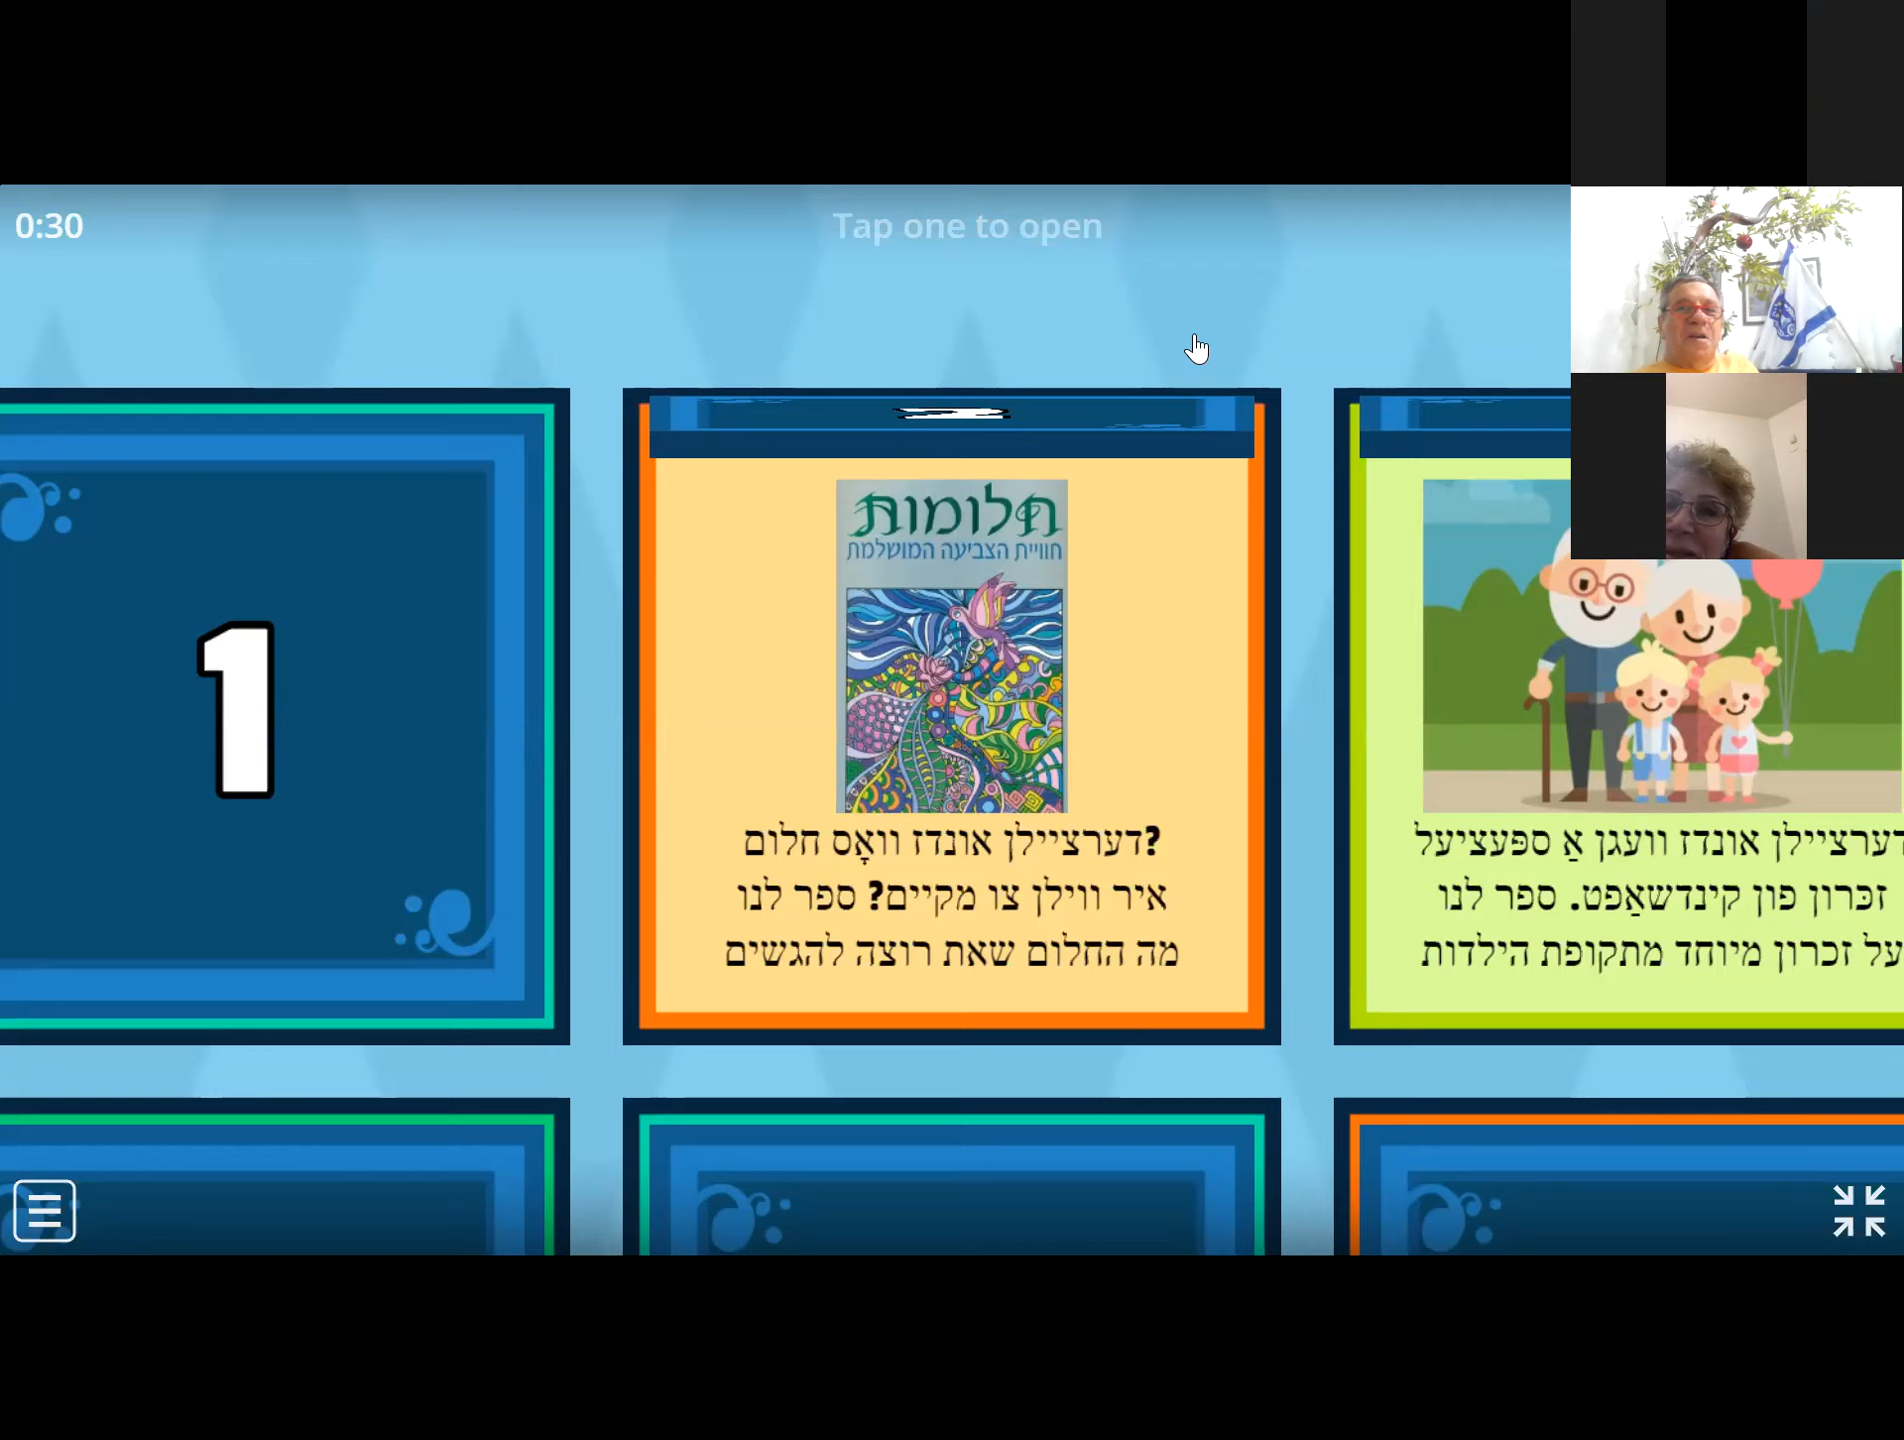 0:30
Tap one to open
1
חלומות
חוויית הצביעה המושלמת
דערציילן אונדז וואָס חלום?
איר ווילן צו מקיים? ספר לנו
מה החלום שאת רוצה להגשים
דערציילן אונדז וועגן אַ ספּעציעל
זכּרון פון קינדשאַפט. ספר לנו
על זכרון מיוחד מתקופת הילדות